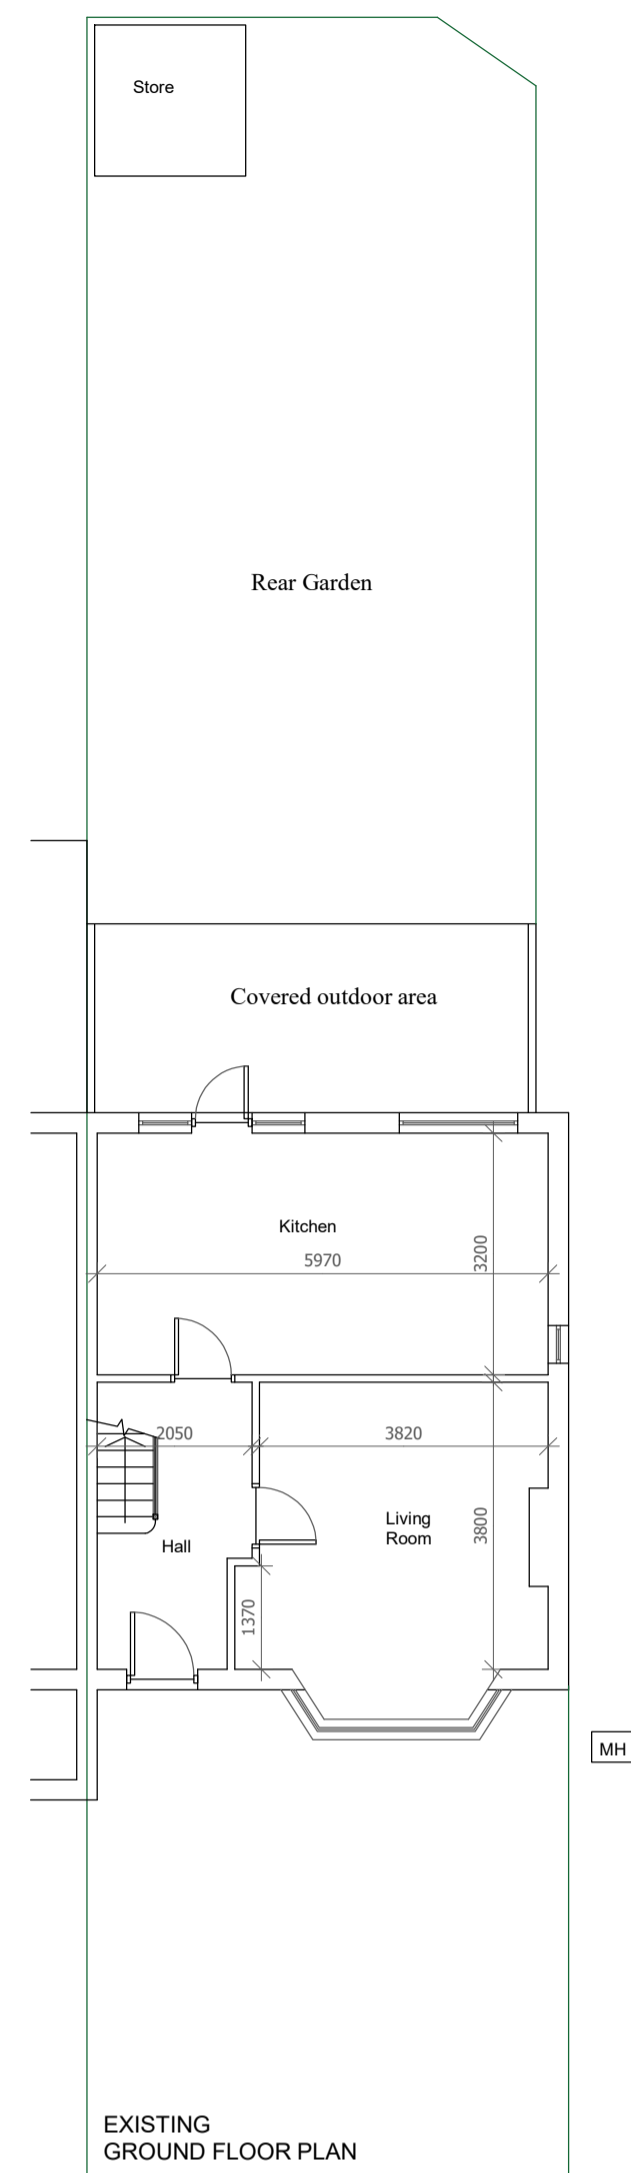 Store
Rear Garden
Covered outdoor area
Kitchen
5970
3200
2050
3820
Living
Room
3800
Hall
1370
MH
EXISTING
GROUND FLOOR PLAN